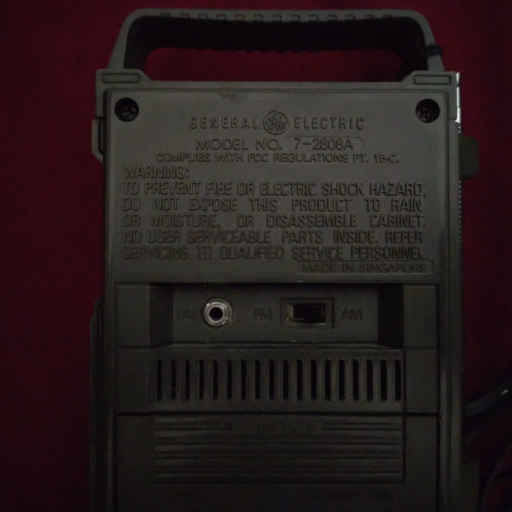 GENERAL GE ELECTRIC
MODEL NO. 7-2808A
COMPLIES WITH FCC REGULATIONS PT. 15-C.
WARNING:
TO PREVENT FIRE OR ELECTRIC SHOCK HAZARD,
DO NOT EXPOSE THIS PRODUCT TO RAIN
OR MOISTURE, OR DISASSEMBLE CABINET.
NO USER SERVICEABLE PARTS INSIDE. REFER
SERVICING TO QUALIFIED SERVICE PERSONNEL.
MADE IN SINGAPORE
FM AM